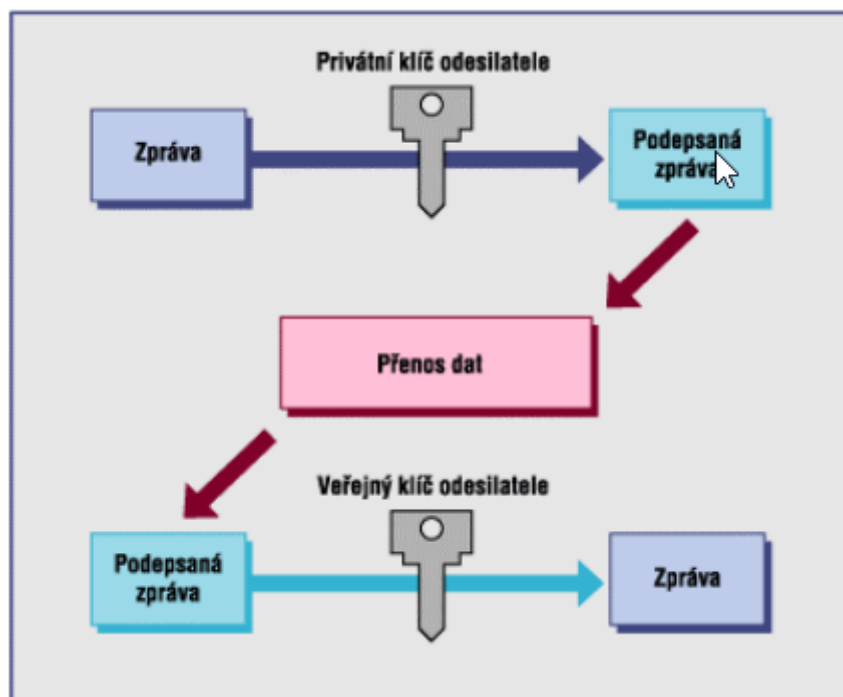 Privátní klíč odesilatele
Zpráva
Podepsaná
zpráva
Přenos dat
Veřejný klíč odesilatele
Podepsaná
zpráva
Zpráva